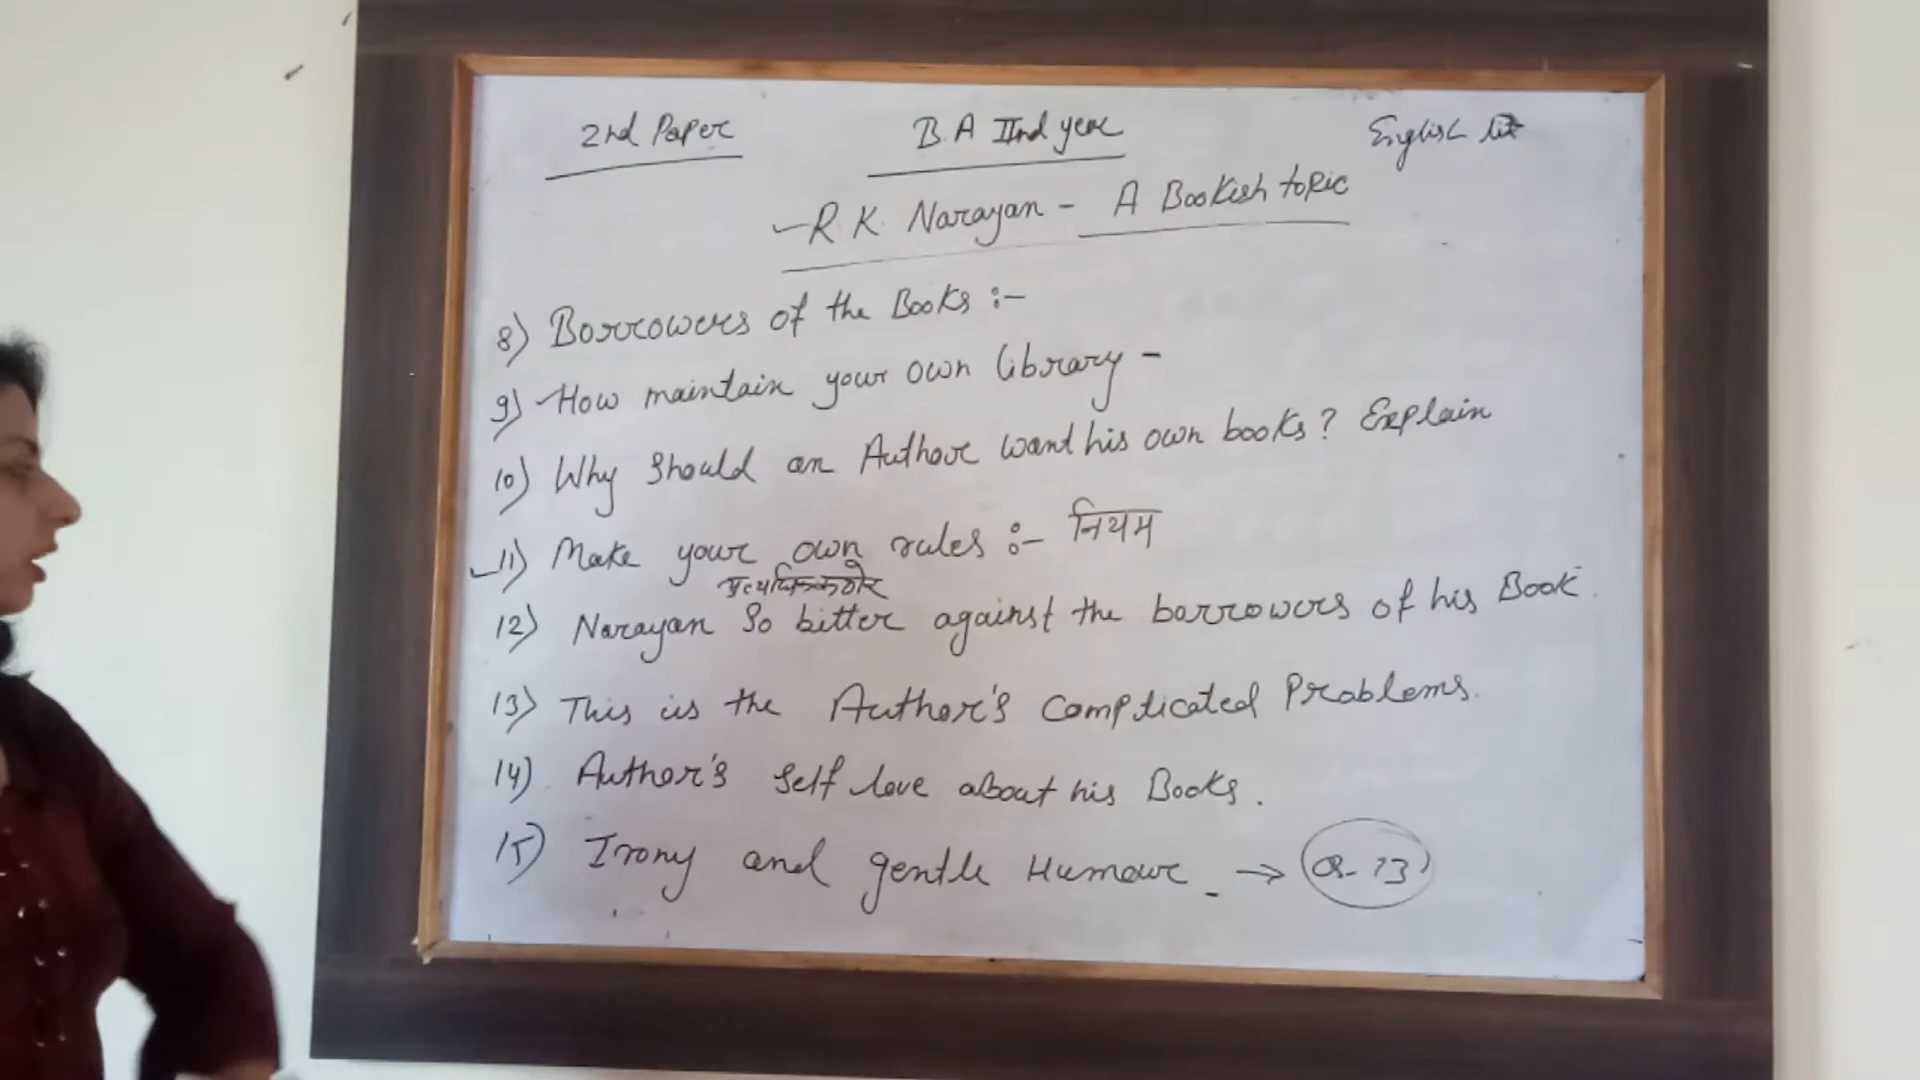 2nd Paper B.A IInd year English lit
R.K. Narayan - A Bookish topic
8) Borrowers of the Books :-
9) How maintain your own library -
10) Why should an Author want his own books? Explain
11) Make your own rules :- नियम
अत्यधिक कठोर
12) Narayan So bitter against the borrowers of his Book.
13) This is the Author's Complicated Problems.
14) Author's Self love about his Books.
15) Irony and gentle Humour. → Q-13